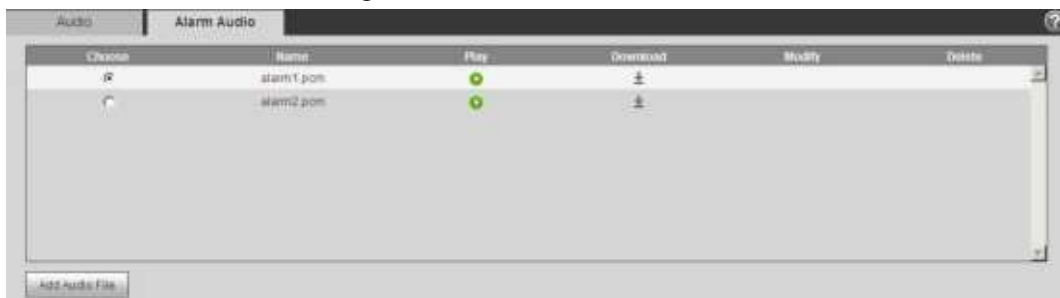 Audio Alarm Audio
Choose Name Play Download Modify Delete
alarm1.pcm
alarm2.pcm
Add Audio File